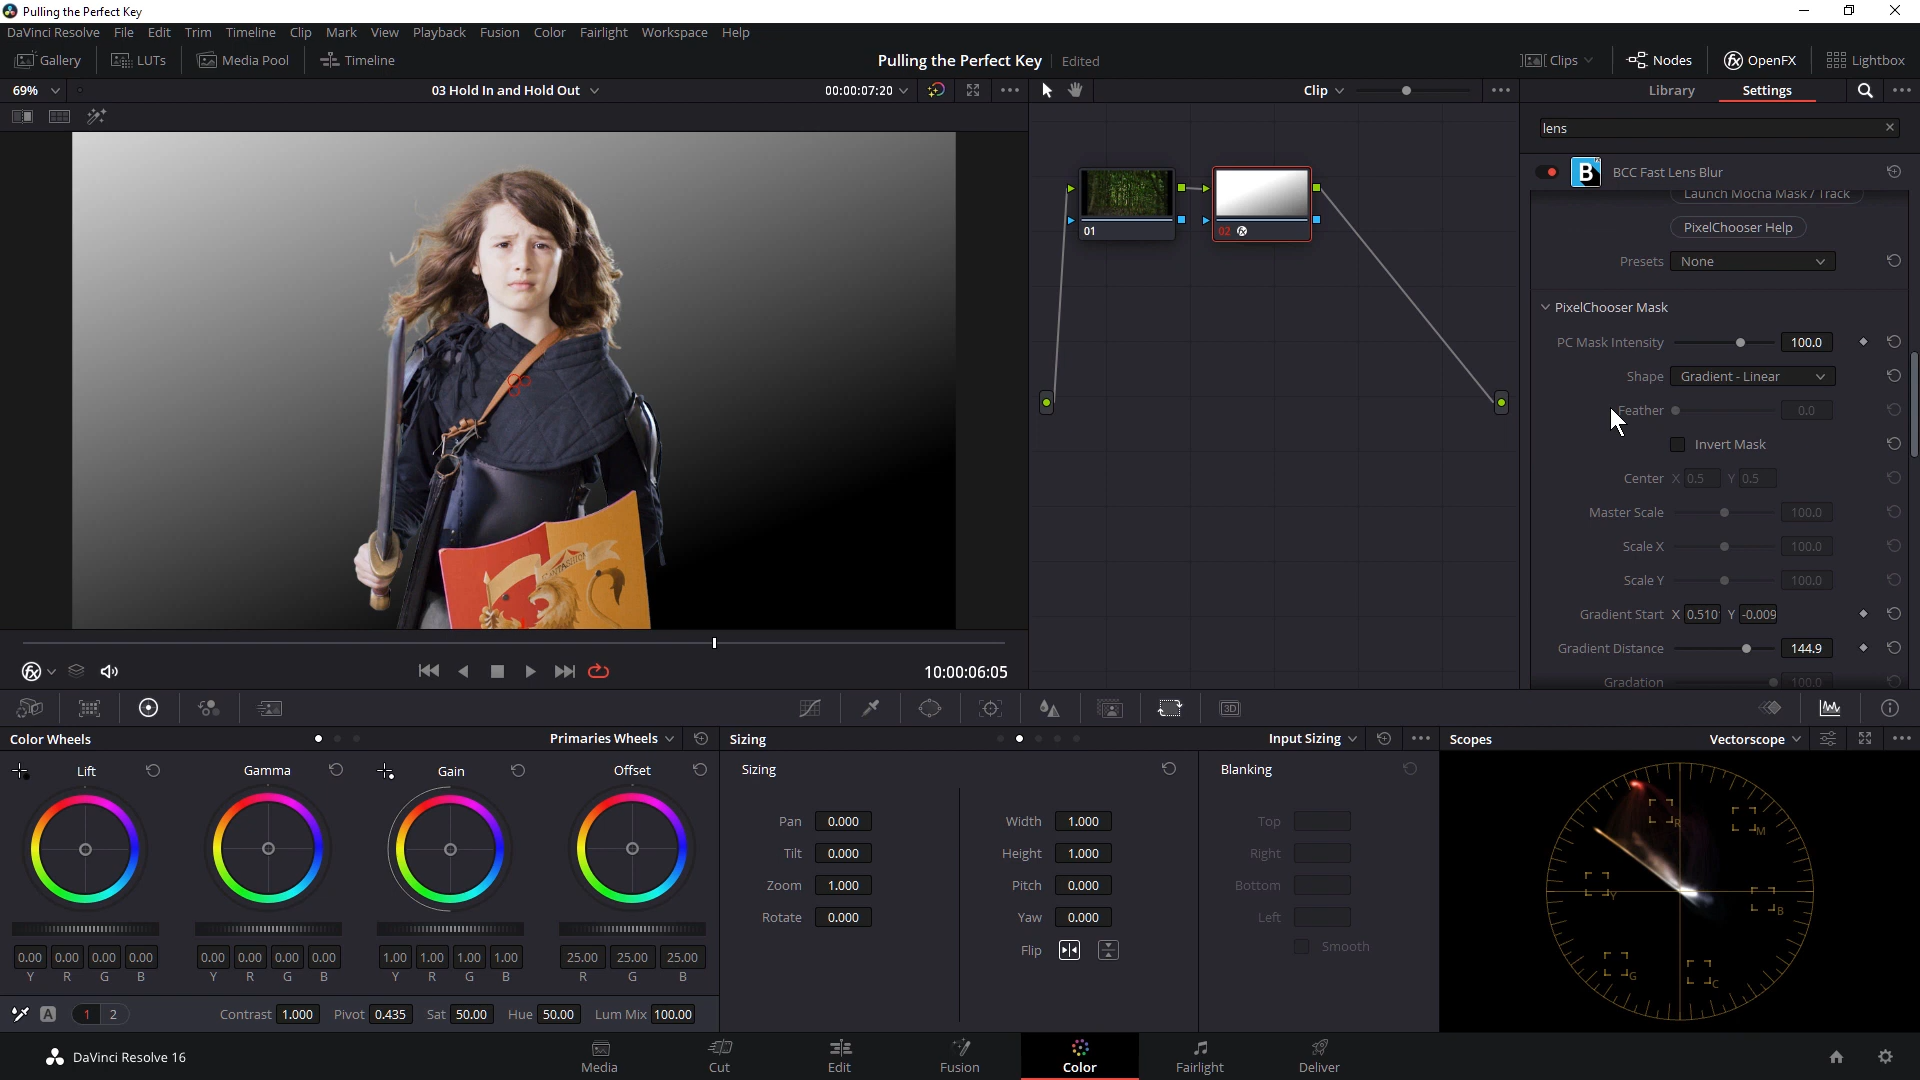 Pulling the Perfect Key
DaVinci Resolve File Edit Trim Timeline Clip Mark View Playback Fusion Color Fairlight Workspace Help
Gallery LUTs Media Pool Timeline Pulling the Perfect Key Edited Clips Nodes OpenFX Lightbox
69% 03 Hold In and Hold Out 00:00:07:20 Clip Library Settings
lens
B BCC Fast Lens Blur
Launch Mocha Mask / Track
PixelChooser Help
Presets None
PixelChooser Mask
PC Mask Intensity 100.0
Shape Gradient - Linear
Feather 0.0
Invert Mask
Center X 0.5 Y 0.5
Master Scale 100.0
Scale X 100.0
Scale Y 100.0
Gradient Start X 0.510 Y -0.009
Gradient Distance 144.9
Gradation 100.0
01
02 fx
10:00:06:05
3D
Color Wheels Primaries Wheels
Lift Gamma Gain Offset
0.00 0.00 0.00 0.00 0.00 0.00 0.00 0.00 1.00 1.00 1.00 1.00 25.00 25.00 25.00
Y R G B Y R G B Y R G B R G B
A 1 2 Contrast 1.000 Pivot 0.435 Sat 50.00 Hue 50.00 Lum Mix 100.00
Sizing Input Sizing
Sizing
Pan 0.000 Width 1.000
Tilt 0.000 Height 1.000
Zoom 1.000 Pitch 0.000
Rotate 0.000 Yaw 0.000
Flip
Blanking
Top
Right
Bottom
Left
Smooth
Scopes Vectorscope
R M
Y B
G C
DaVinci Resolve 16 Media Cut Edit Fusion Color Fairlight Deliver